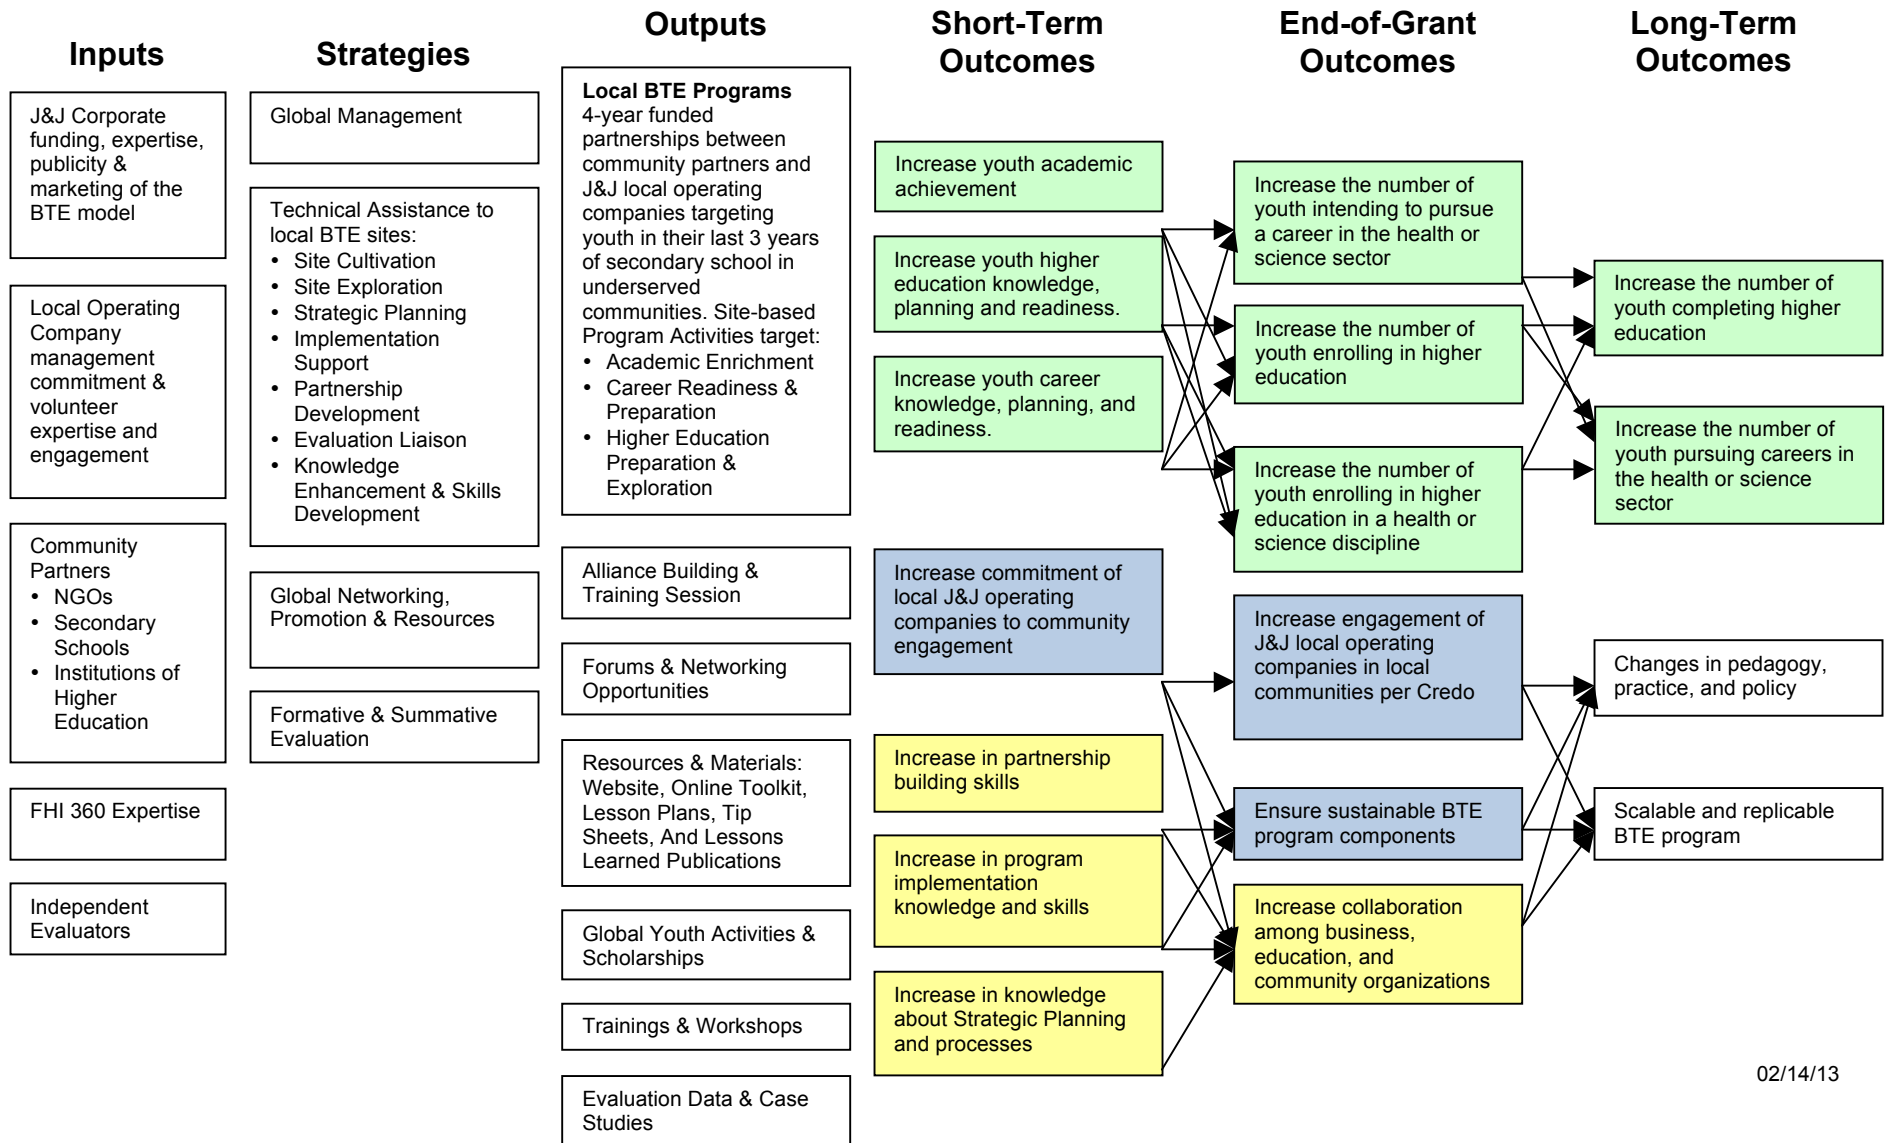 Inputs
J&J Corporate
funding, expertise,
publicity &
marketing of the
BTE model
Local Operating
Company
management
commitment &
volunteer
expertise and
engagement
Community
Partners
• NGOs
• Secondary
Schools
• Institutions of
Higher
Education
FHI 360 Expertise
Independent
Evaluators
Strategies
Global Management
Technical Assistance to
local BTE sites:
• Site Cultivation
• Site Exploration
• Strategic Planning
• Implementation
Support
• Partnership
Development
• Evaluation Liaison
• Knowledge
Enhancement & Skills
Development
Global Networking,
Promotion & Resources
Formative & Summative
Evaluation
Outputs
Local BTE Programs
4-year funded
partnerships between
community partners and
J&J local operating
companies targeting
youth in their last 3 years
of secondary school in
underserved
communities. Site-based
Program Activities target:
• Academic Enrichment
• Career Readiness &
Preparation
• Higher Education
Preparation &
Exploration
Alliance Building &
Training Session
Forums & Networking
Opportunities
Resources & Materials:
Website, Online Toolkit,
Lesson Plans, Tip
Sheets, And Lessons
Learned Publications
Global Youth Activities &
Scholarships
Trainings & Workshops
Evaluation Data & Case
Studies
Short-Term
Outcomes
Increase youth academic
achievement
Increase youth higher
education knowledge,
planning and readiness.
Increase youth career
knowledge, planning, and
readiness.
Increase commitment of
local J&J operating
companies to community
engagement
Increase in partnership
building skills
Increase in program
implementation
knowledge and skills
Increase in knowledge
about Strategic Planning
and processes
End-of-Grant
Outcomes
Increase the number of
youth intending to pursue
a career in the health or
science sector
Increase the number of
youth enrolling in higher
education
Increase the number of
youth enrolling in higher
education in a health or
science discipline
Increase engagement of
J&J local operating
companies in local
communities per Credo
Ensure sustainable BTE
program components
Increase collaboration
among business,
education, and
community organizations
Long-Term
Outcomes
Increase the number of
youth completing higher
education
Increase the number of
youth pursuing careers in
the health or science
sector
Changes in pedagogy,
practice, and policy
Scalable and replicable
BTE program
02/14/13